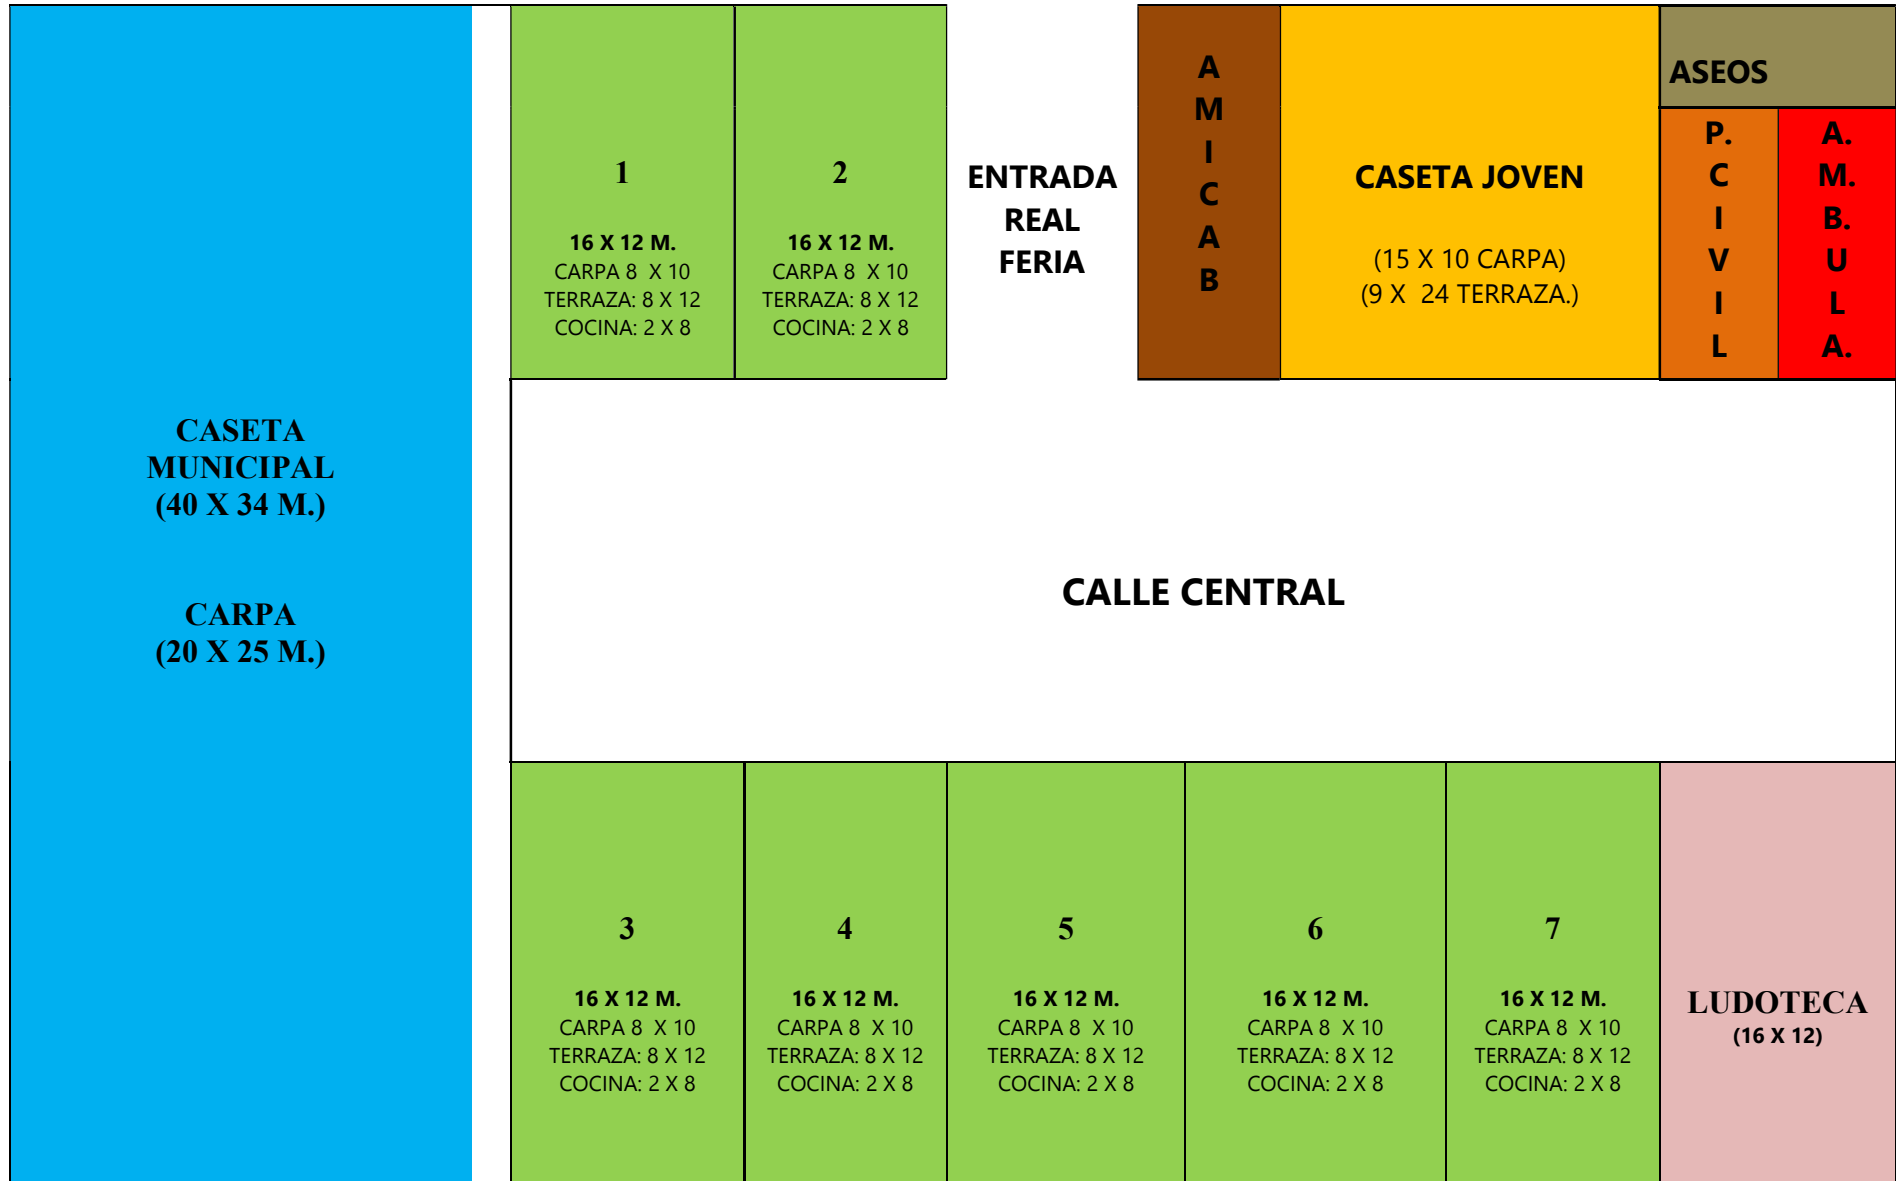 CASETA
MUNICIPAL
(40 X 34 M.)
CARPA
(20 X 25 M.)
1
16 X 12 M.
CARPA 8  X 10
TERRAZA: 8 X 12
COCINA: 2 X 8
2
16 X 12 M.
CARPA 8  X 10
TERRAZA: 8 X 12
COCINA: 2 X 8
ENTRADA
REAL
FERIA
A
M
I
C
A
B
CASETA JOVEN
(15 X 10 CARPA)
(9 X  24 TERRAZA.)
ASEOS
P.
C
I
V
I
L
A.
M.
B.
U
L
A.
CALLE CENTRAL
3
16 X 12 M.
CARPA 8  X 10
TERRAZA: 8 X 12
COCINA: 2 X 8
4
16 X 12 M.
CARPA 8  X 10
TERRAZA: 8 X 12
COCINA: 2 X 8
5
16 X 12 M.
CARPA 8  X 10
TERRAZA: 8 X 12
COCINA: 2 X 8
6
16 X 12 M.
CARPA 8  X 10
TERRAZA: 8 X 12
COCINA: 2 X 8
7
16 X 12 M.
CARPA 8  X 10
TERRAZA: 8 X 12
COCINA: 2 X 8
LUDOTECA
(16 X 12)